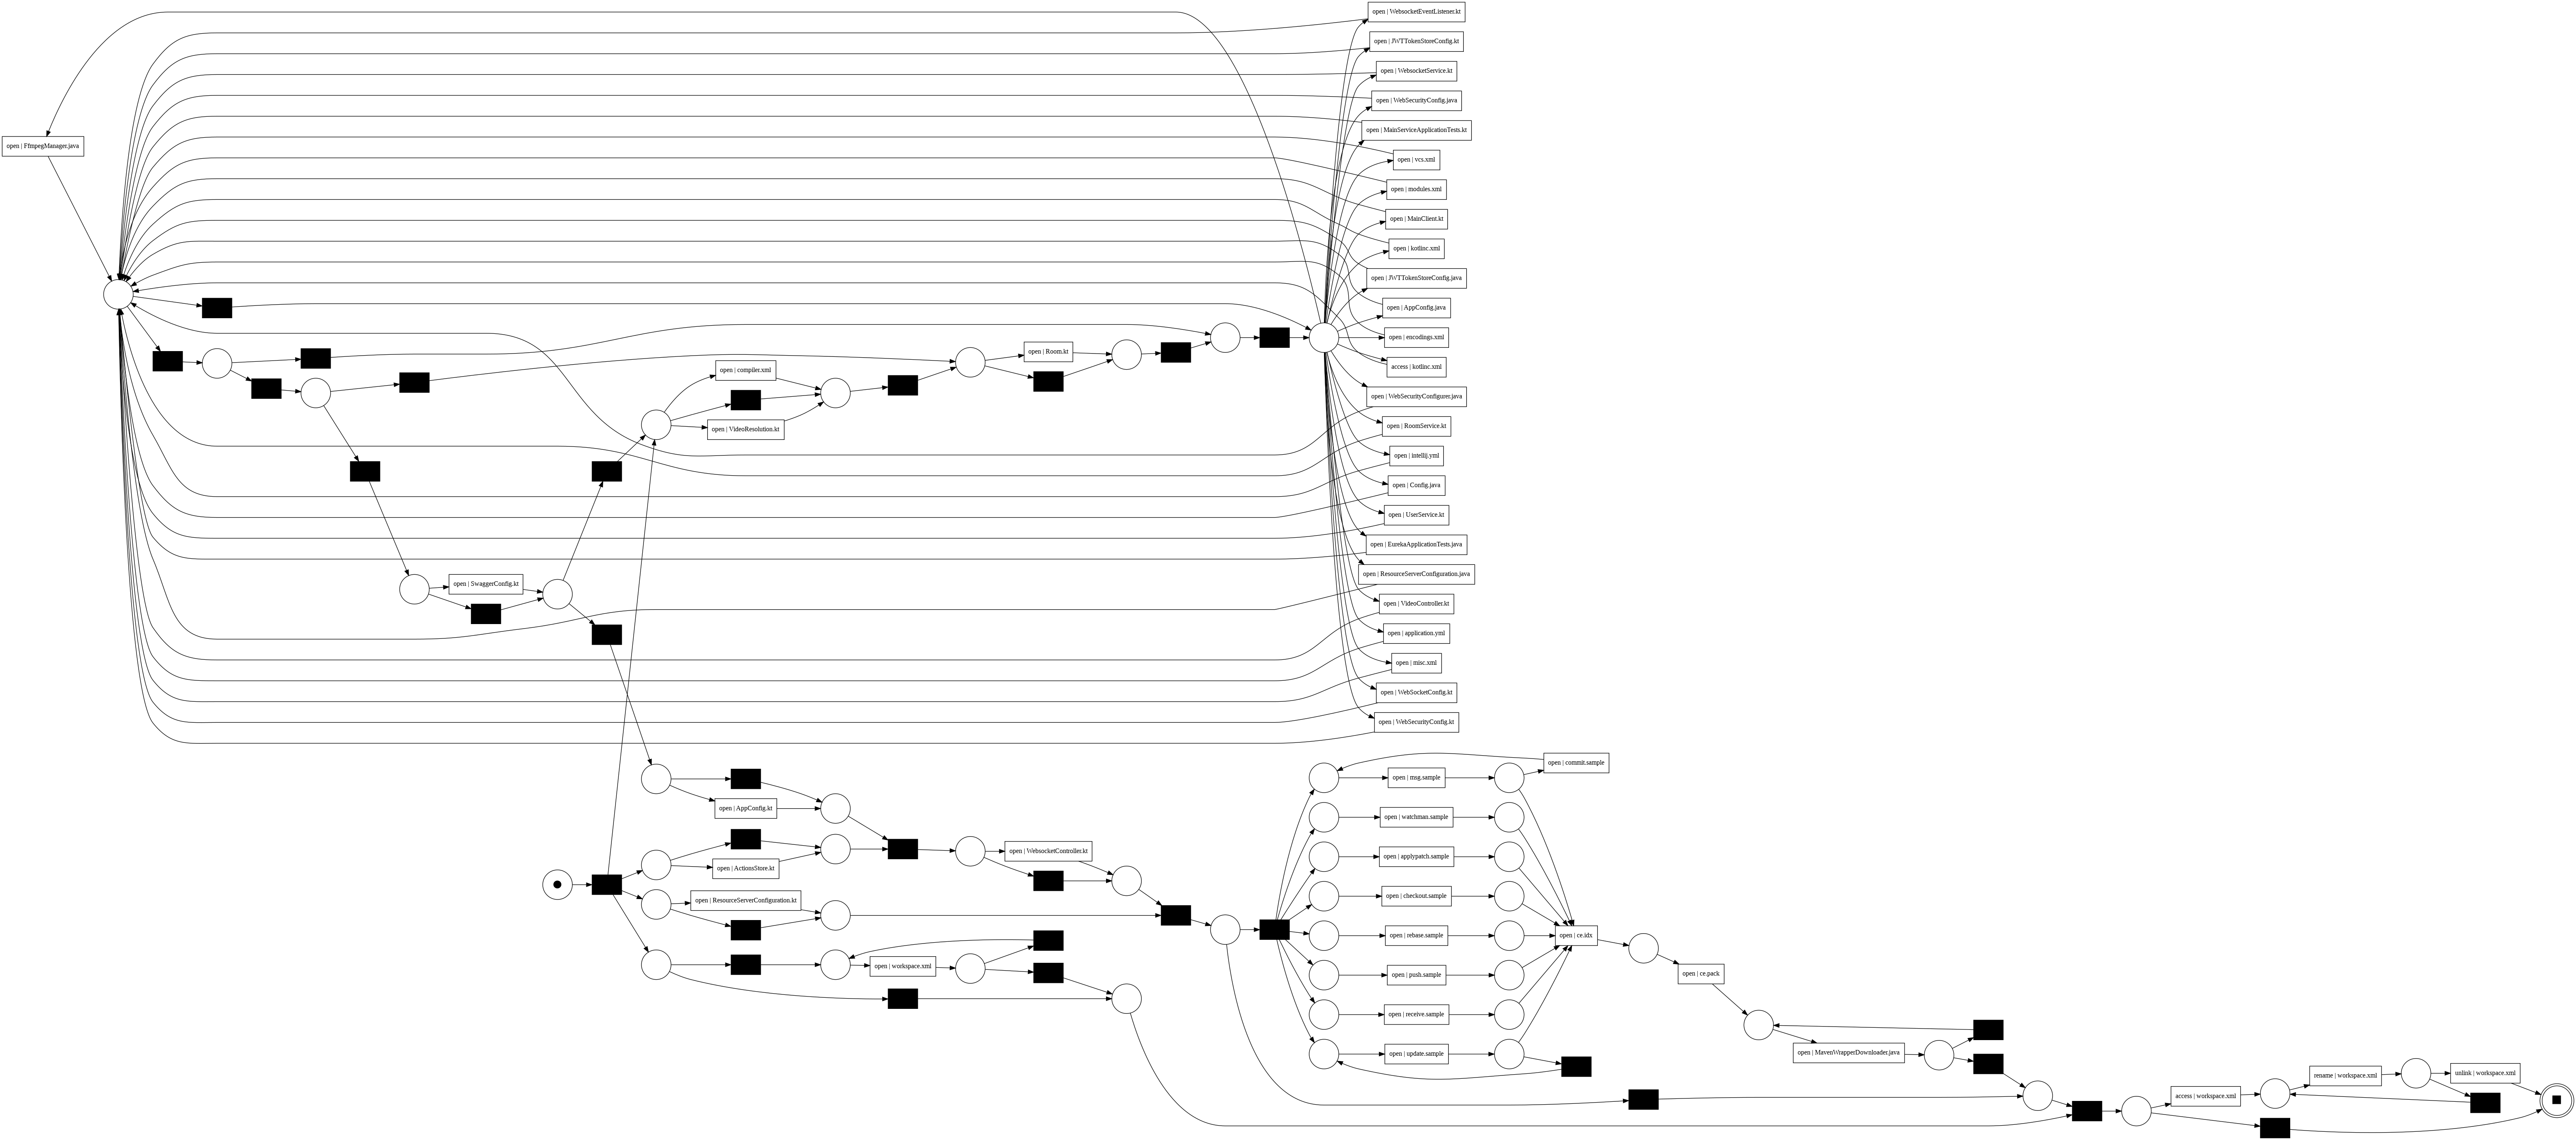 open | WebsocketEventListener.kt
open | JWTTokenStoreConfig.kt
open | WebsocketService.kt
open | WebSecurityConfig.java
open | MainServiceApplicationTests.kt
open | FfmpegManager.java
open | vcs.xml
open | modules.xml
open | MainClient.kt
open | kotlinc.xml
open | JWTTokenStoreConfig.java
open | AppConfig.java
open | encodings.xml
open | Room.kt
access | kotlinc.xml
open | compiler.xml
open | WebSecurityConfigurer.java
open | RoomService.kt
open | VideoResolution.kt
open | intellij.yml
open | Config.java
open | UserService.kt
open | EurekaApplicationTests.java
open | ResourceServerConfiguration.java
open | SwaggerConfig.kt
open | VideoController.kt
open | application.yml
open | misc.xml
open | WebSocketConfig.kt
open | WebSecurityConfig.kt
open | commit.sample
open | msg.sample
open | AppConfig.kt
open | watchman.sample
open | WebsocketController.kt
open | applypatch.sample
open | ActionsStore.kt
open | checkout.sample
open | ResourceServerConfiguration.kt
open | rebase.sample
open | ce.idx
open | workspace.xml
open | push.sample
open | ce.pack
open | receive.sample
open | update.sample
open | MavenWrapperDownloader.java
unlink | workspace.xml
rename | workspace.xml
access | workspace.xml